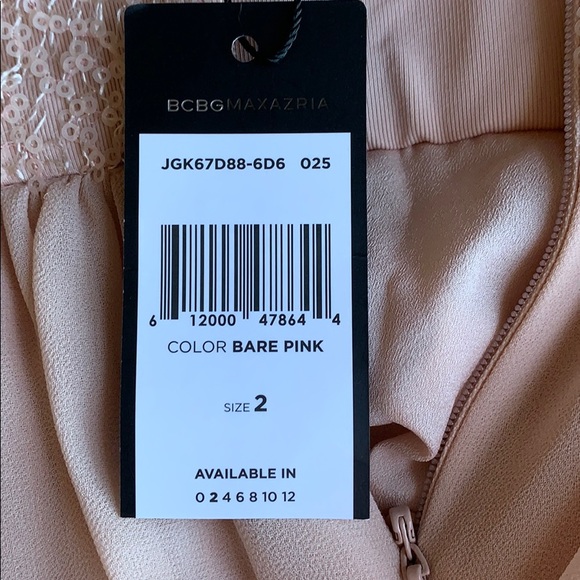 BCBGMAXAZRIA
JGK67D88-6D6 025
6 12000 47864 4
COLOR BARE PINK
SIZE 2
AVAILABLE IN
0 2 4 6 8 10 12